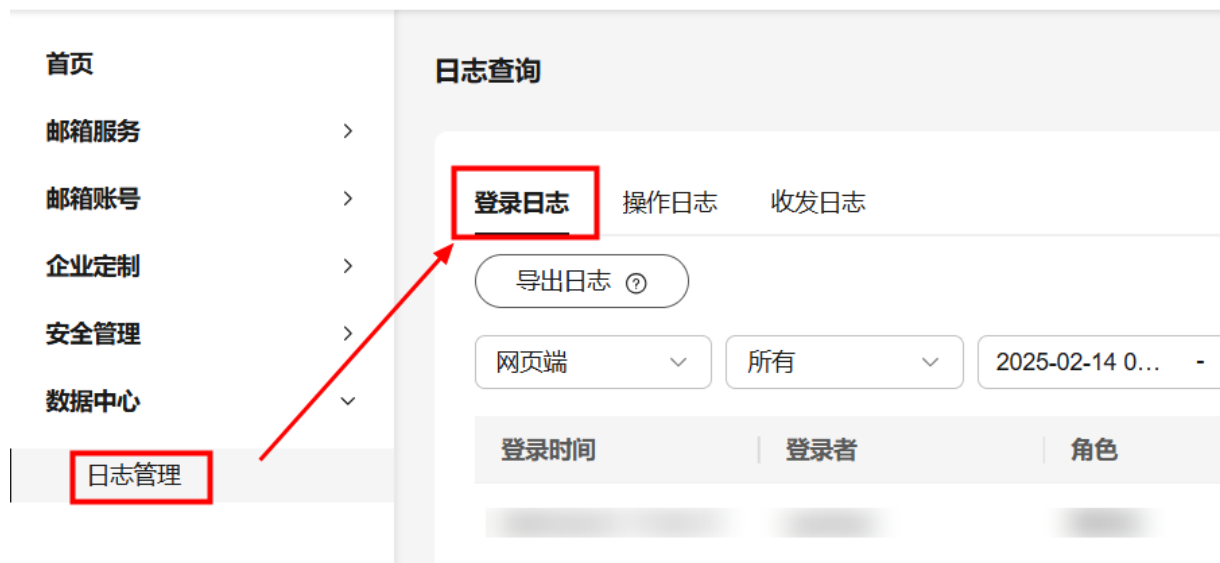 首页
邮箱服务
邮箱账号
企业定制
安全管理
数据中心
日志管理
日志查询
登录日志 操作日志 收发日志
导出日志 ?
网页端 所有 2025-02-14 0... -
登录时间 登录者 角色